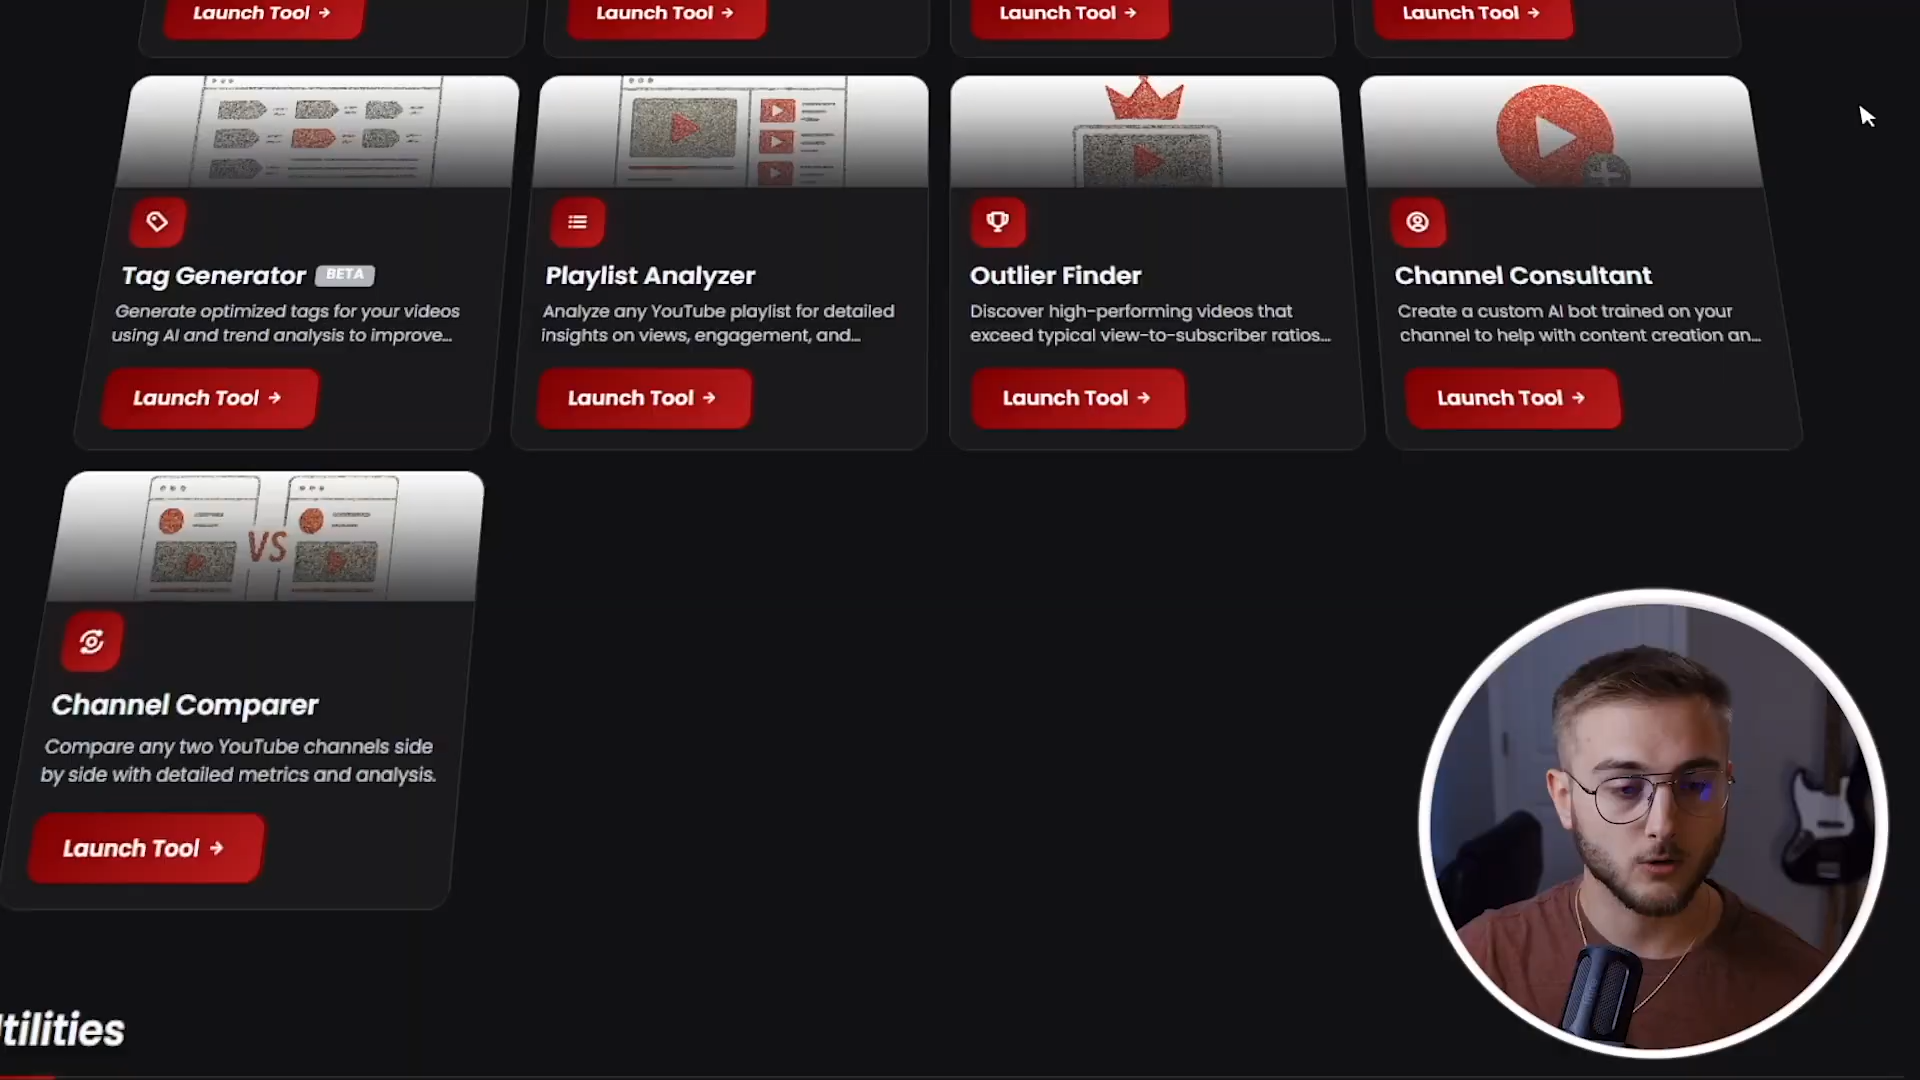 Launch Tool →
Launch Tool →
Launch Tool →
Launch Tool →
Tag Generator BETA
Generate optimized tags for your videos
using AI and trend analysis to improve...
Launch Tool →
Playlist Analyzer
Analyze any YouTube playlist for detailed
insights on views, engagement, and...
Launch Tool →
Outlier Finder
Discover high-performing videos that
exceed typical view-to-subscriber ratios...
Launch Tool →
Channel Consultant
Create a custom AI bot trained on your
channel to help with content creation an...
Launch Tool →
VS
Channel Comparer
Compare any two YouTube channels side
by side with detailed metrics and analysis.
Launch Tool →
tilities